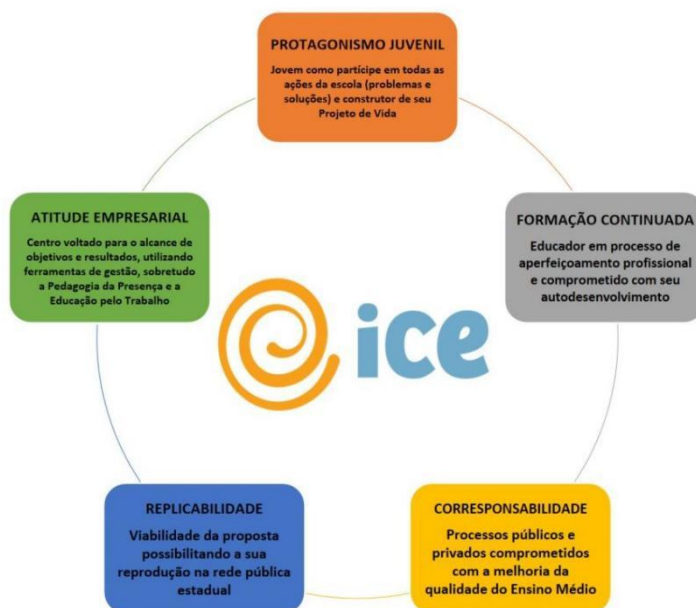 PROTAGONISMO JUVENIL
Jovem como partícipe em todas as
ações da escola (problemas e
soluções) e construtor de seu
Projeto de Vida
ATITUDE EMPRESARIAL
Centro voltado para o alcance de
objetivos e resultados, utilizando
ferramentas de gestão, sobretudo
a Pedagogia da Presença e a
Educação pelo Trabalho
FORMAÇÃO CONTINUADA
Educador em processo de
aperfeiçoamento profissional
e comprometido com seu
autodesenvolvimento
ice
REPLICABILIDADE
Viabilidade da proposta
possibilitando a sua
reprodução na rede pública
estadual
CORRESPONSABILIDADE
Processos públicos e
privados comprometidos
com a melhoria da
qualidade do Ensino Médio